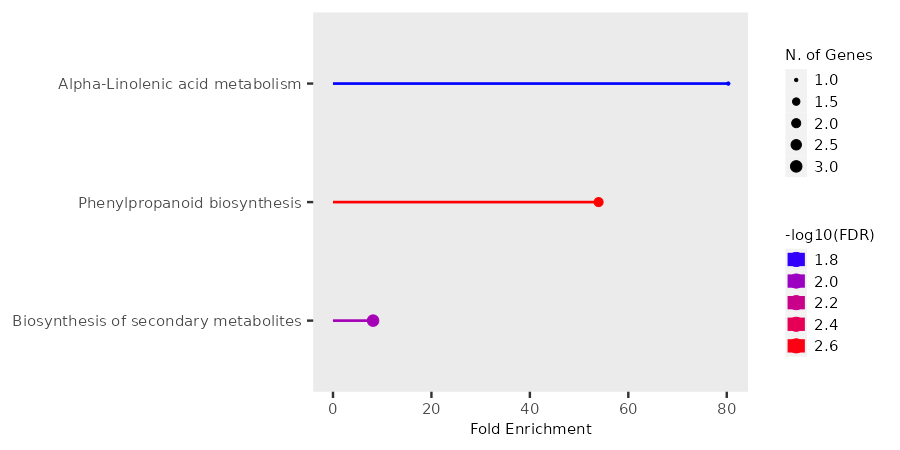 Alpha-Linolenic acid metabolism
Phenylpropanoid biosynthesis
Biosynthesis of secondary metabolites
0 20 40 60 80
Fold Enrichment
N. of Genes
1.0
1.5
2.0
2.5
3.0
-log10(FDR)
1.8
2.0
2.2
2.4
2.6